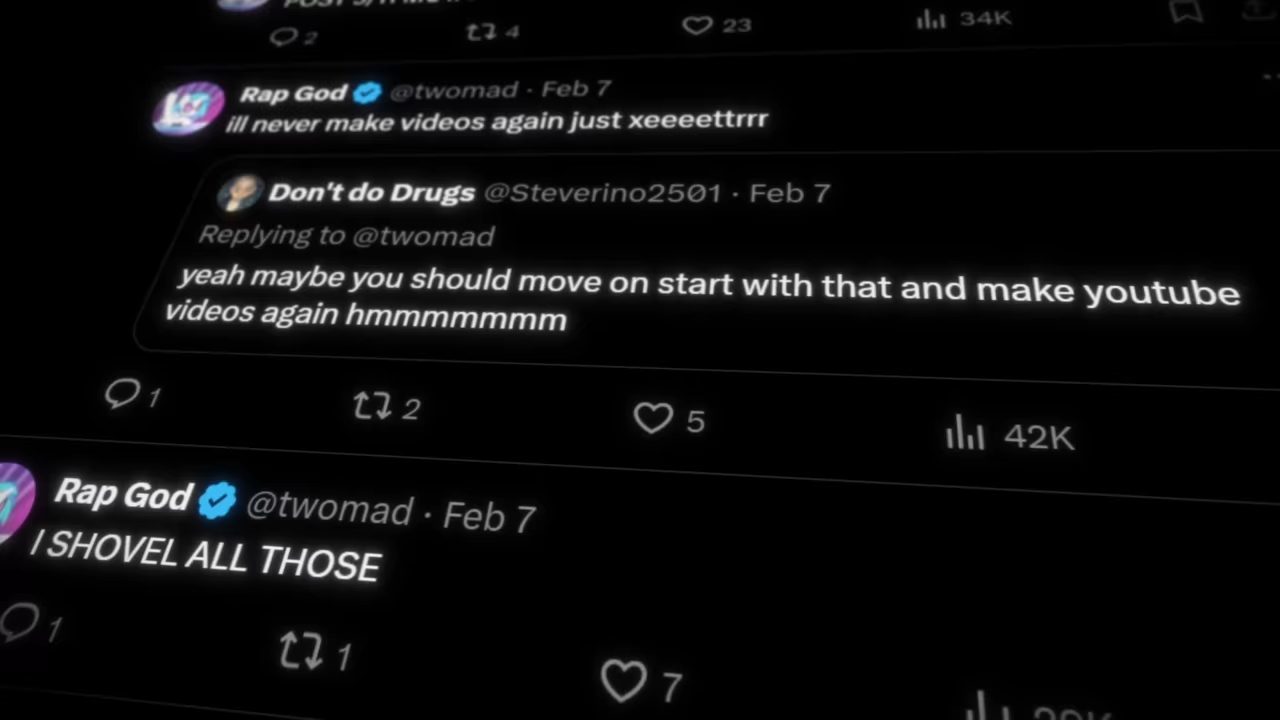 2 4 23 34K
Rap God @twomad · Feb 7
ill never make videos again just xeeeettrrr
Don't do Drugs @Steverino2501 · Feb 7
Replying to @twomad
yeah maybe you should move on start with that and make youtube
videos again hmmmmmmmm
1 2 5 42K
Rap God @twomad · Feb 7
I SHOVEL ALL THOSE
1 1 7